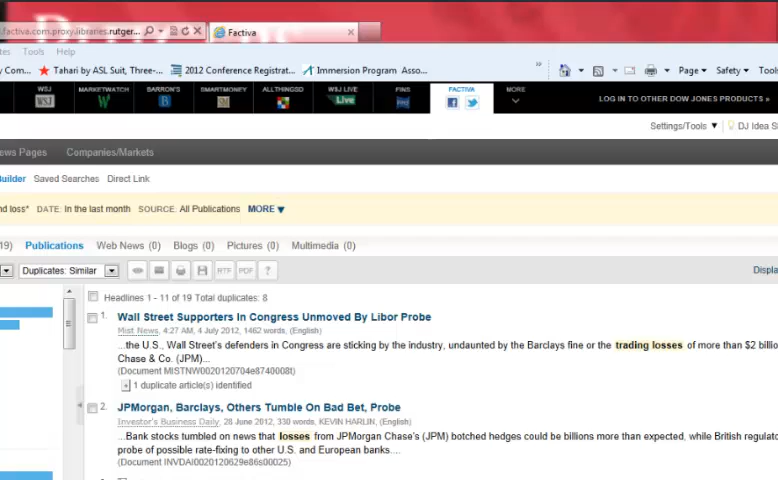 .factiva.com.proxy.libraries.rutger...
Factiva
Tools Help
y Com... Tahari by ASL Suit, Three-... 2012 Conference Registrat... Immersion Program Asso...
» Page Safety Tools
WSJ MARKETWATCH BARRON'S SMARTMONEY ALLTHINGSD WSJ LIVE FINS FACTIVA MORE
WSJ W B SM Live FINS
LOG IN TO OTHER DOW JONES PRODUCTS »
Settings/Tools ▼ DJ Idea S
ews Pages Companies/Markets
Builder Saved Searches Direct Link
nd loss* DATE: In the last month SOURCE: All Publications MORE ▼
19) Publications Web News (0) Blogs (0) Pictures (0) Multimedia (0)
Duplicates: Similar RTF PDF ? Displa
Headlines 1 - 11 of 19 Total duplicates: 8
1. Wall Street Supporters In Congress Unmoved By Libor Probe
Mist News, 4:27 AM, 4 July 2012, 1462 words, (English)
...the U.S., Wall Street's defenders in Congress are sticking by the industry, undaunted by the Barclays fine or the trading losses of more than $2 billio
Chase & Co. (JPM)...
(Document MISTNW0020120704e8740008t)
+ 1 duplicate article(s) identified
2. JPMorgan, Barclays, Others Tumble On Bad Bet, Probe
Investor's Business Daily, 28 June 2012, 330 words, KEVIN HARLIN, (English)
...Bank stocks tumbled on news that losses from JPMorgan Chase's (JPM) botched hedges could be billions more than expected, while British regulato
probe of possible rate-fixing to other U.S. and European banks....
(Document INVDAI0020120629e86s00025)